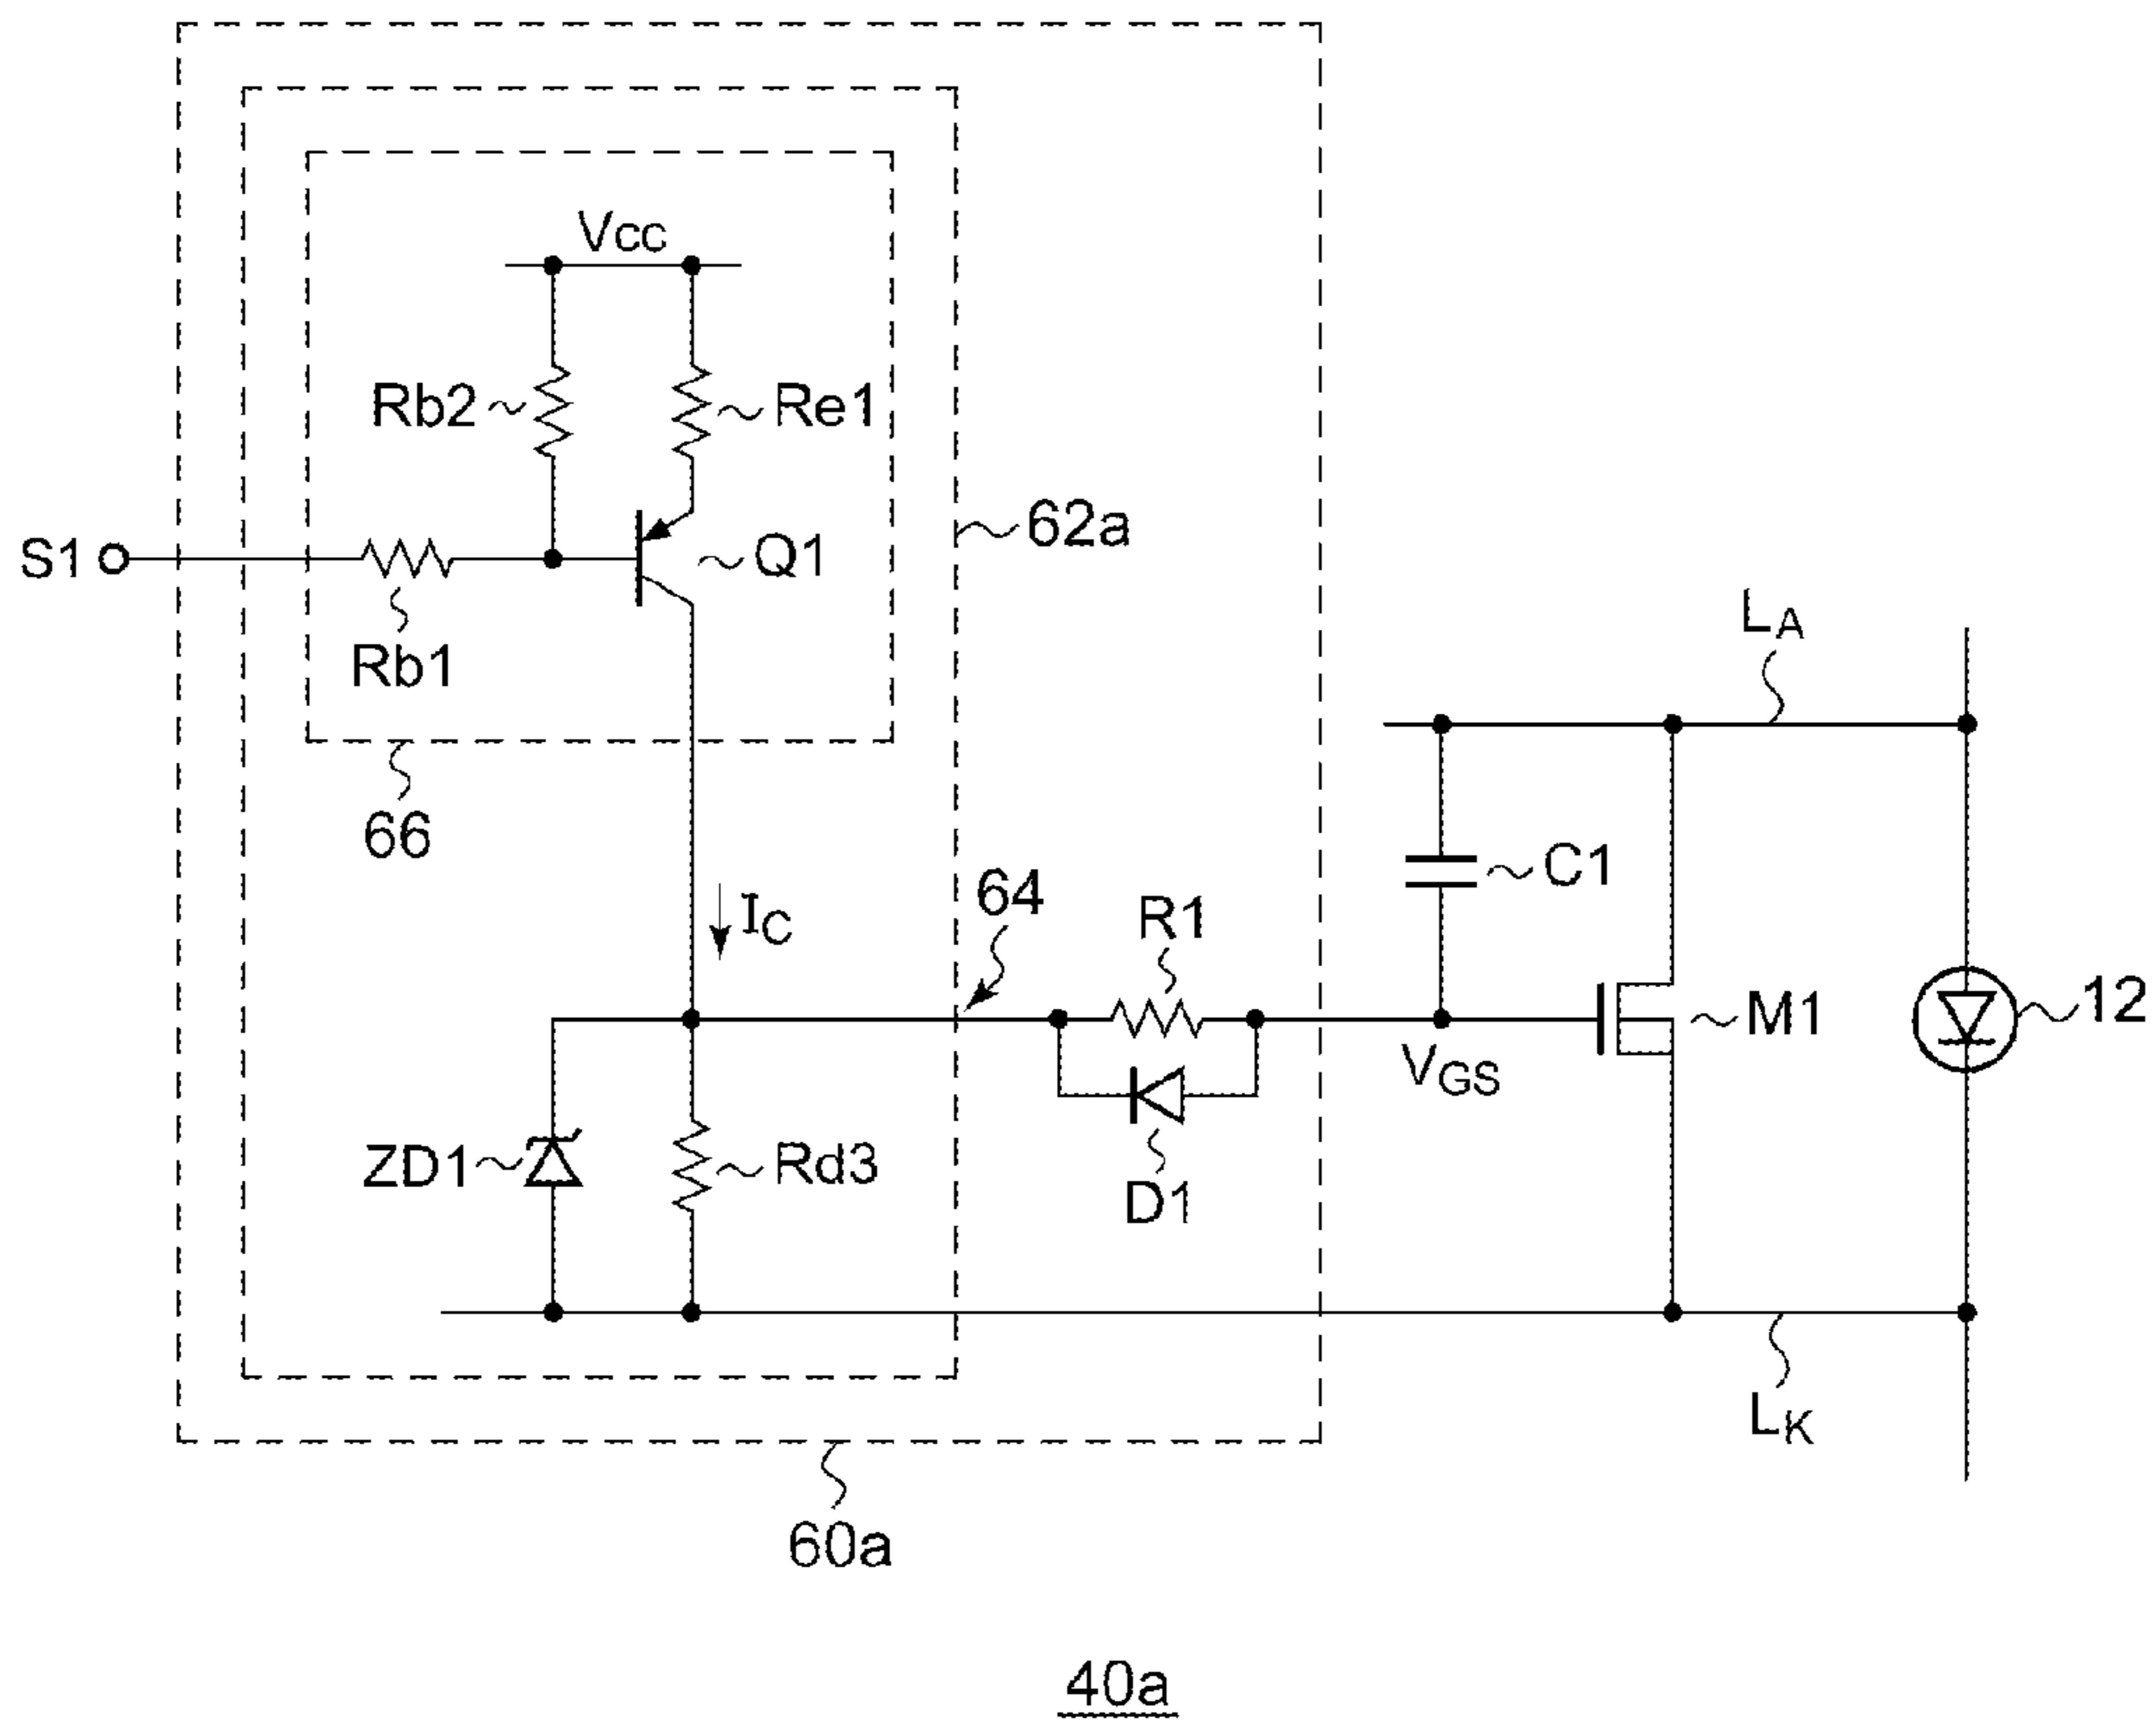 Vcc
Rb2
Re1
S1
Q1
62a
Rb1
LA
66
C1
64
IC
R1
M1
12
VGS
ZD1
Rd3
D1
LK
60a
40a